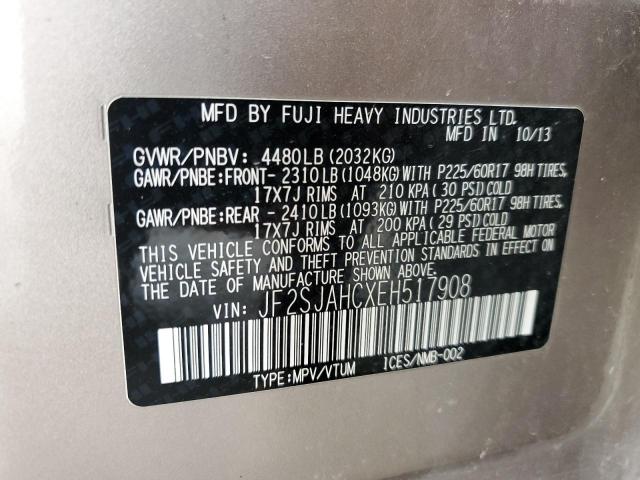 MFD BY FUJI HEAVY INDUSTRIES LTD.
MFD IN 10/13
GVWR/PNBV: 4480LB (2032KG)
GAWR/PNBE:FRONT- 2310LB (1048KG)WITH P225/60R17 98H TIRES,
17X7J RIMS AT 210 KPA (30 PSI)COLD
GAWR/PNBE:REAR - 2410LB (1093KG)WITH P225/60R17 98H TIRES,
17X7J RIMS AT 200 KPA (29 PSI)COLD
THIS VEHICLE CONFORMS TO ALL APPLICABLE FEDERAL MOTOR
VEHICLE SAFETY AND THEFT PREVENTION STANDARDS IN EFFECT ON
THE DATE OF MANUFACTURE SHOWN ABOVE.
VIN: JF2SJAHCXEH517908
TYPE:MPV/VTUM ICES/NMB-002